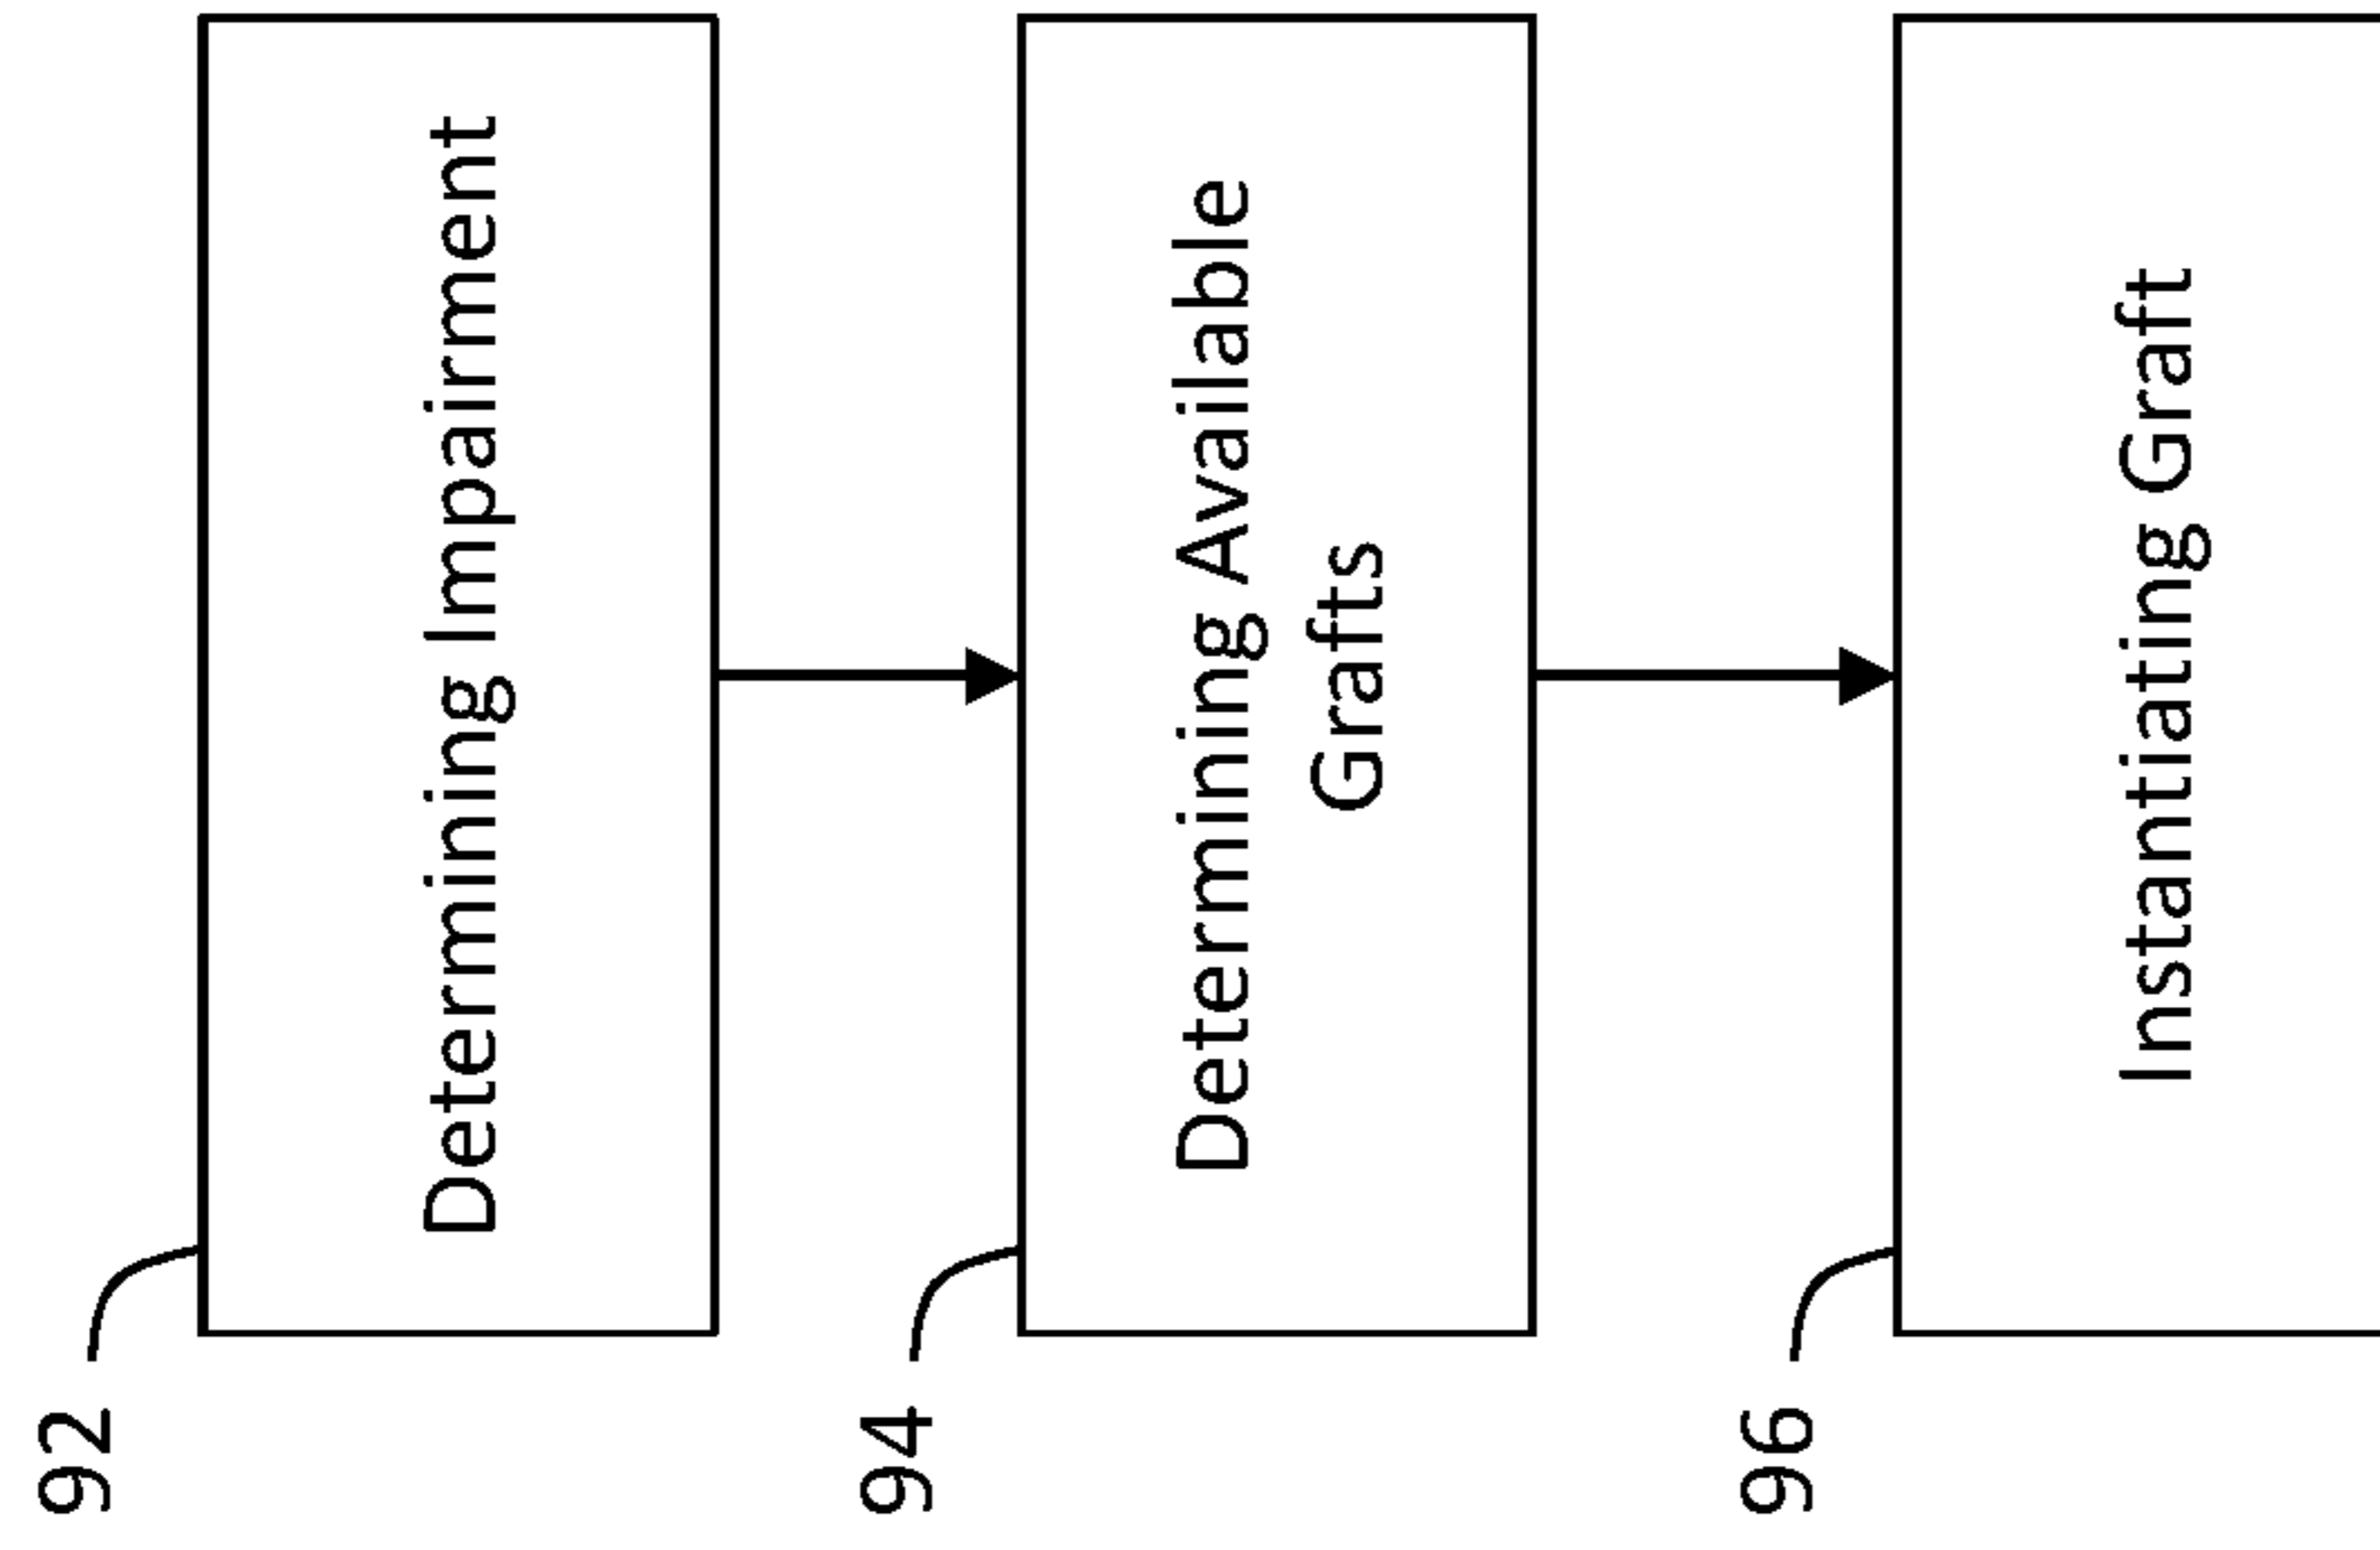 92
Determining Impairment
94
Determining Available
Grafts
96
Instantiating Graft